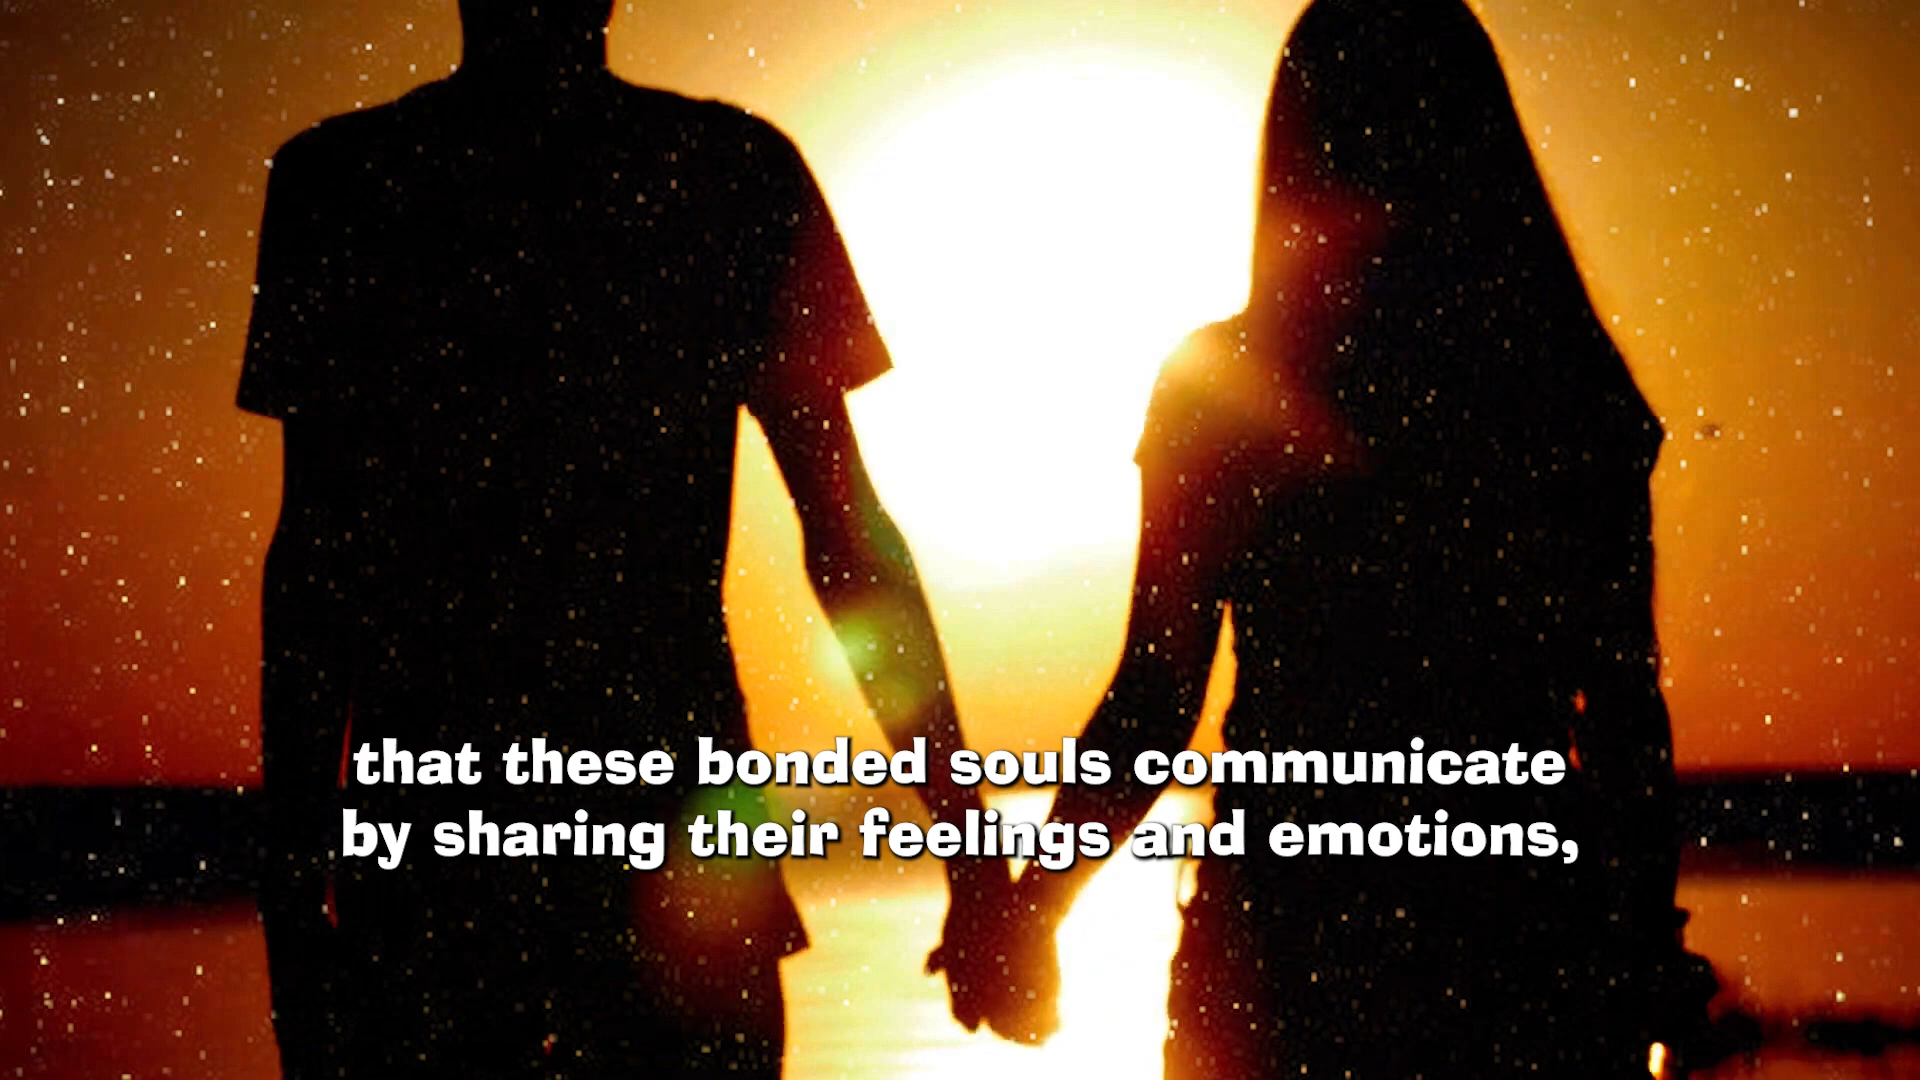 that these bonded souls communicate
by sharing their feelings and emotions,